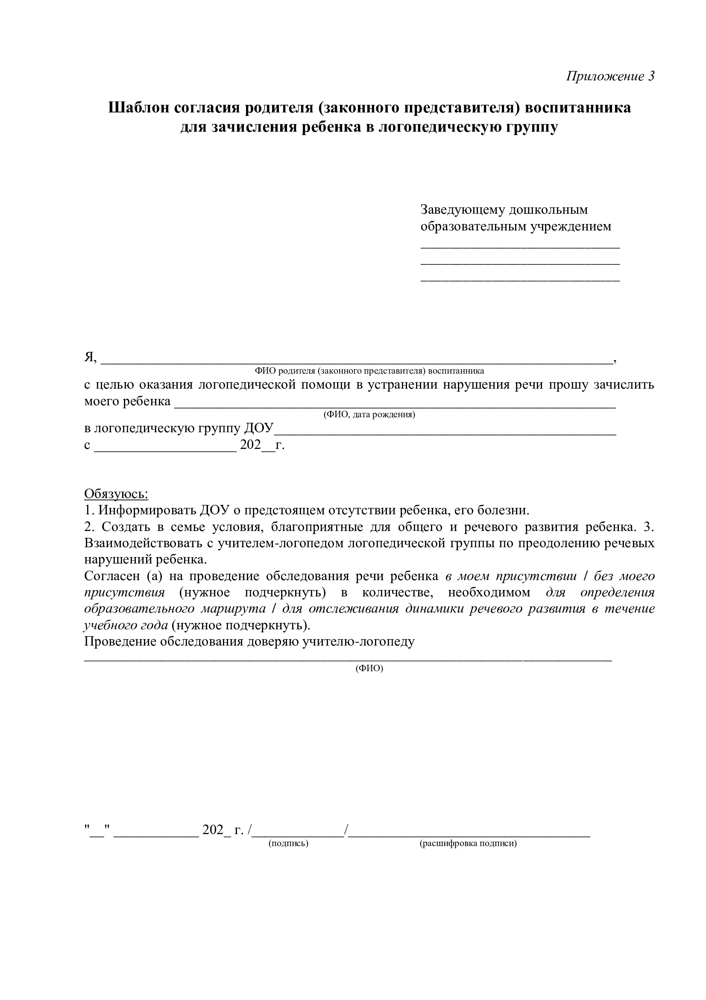 Приложение 3
Шаблон согласия родителя (законного представителя) воспитанника
для зачисления ребенка в логопедическую группу
Заведующему дошкольным
образовательным учреждением
____________________________
____________________________
____________________________
Я, ________________________________________________________________________,
ФИО родителя (законного представителя) воспитанника
с целью оказания логопедической помощи в устранении нарушения речи прошу зачислить
моего ребенка ______________________________________________________________
(ФИО, дата рождения)
в логопедическую группу ДОУ________________________________________________
с ____________________ 202__г.
Обязуюсь:
1. Информировать ДОУ о предстоящем отсутствии ребенка, его болезни.
2. Создать в семье условия, благоприятные для общего и речевого развития ребенка. 3.
Взаимодействовать с учителем-логопедом логопедической группы по преодолению речевых
нарушений ребенка.
Согласен (а) на проведение обследования речи ребенка в моем присутствии / без моего
присутствия (нужное подчеркнуть) в количестве, необходимом для определения
образовательного маршрута / для отслеживания динамики речевого развития в течение
учебного года (нужное подчеркнуть).
Проведение обследования доверяю учителю-логопеду
__________________________________________________________________________
(ФИО)
"__" ____________ 202_ г. /_____________/__________________________________
(подпись) (расшифровка подписи)